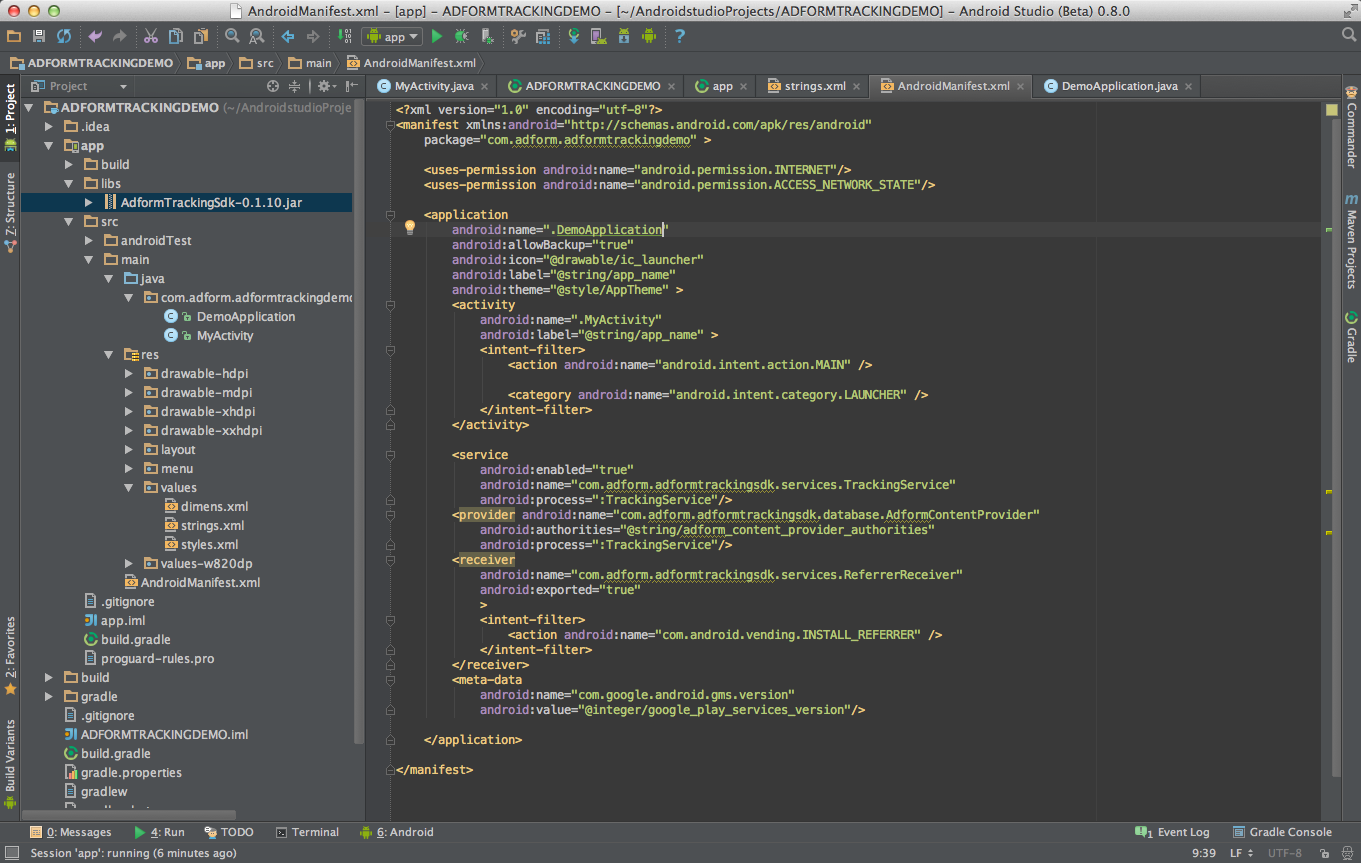 AndroidManifest.xml - [app] - ADFORMTRACKINGDEMO - [~/AndroidstudioProjects/ADFORMTRACKINGDEMO] - Android Studio (Beta) 0.8.0
app
ADFORMTRACKINGDEMO app src main AndroidManifest.xml
1: Project
Z: Structure
2: Favorites
Build Variants
Project
ADFORMTRACKINGDEMO (~/AndroidstudioProje
.idea
app
build
libs
AdformTrackingSdk-0.1.10.jar
src
androidTest
main
java
com.adform.adformtrackingdemo
DemoApplication
MyActivity
res
drawable-hdpi
drawable-mdpi
drawable-xhdpi
drawable-xxhdpi
layout
menu
values
dimens.xml
strings.xml
styles.xml
values-w820dp
AndroidManifest.xml
.gitignore
app.iml
build.gradle
proguard-rules.pro
build
gradle
.gitignore
ADFORMTRACKINGDEMO.iml
build.gradle
gradle.properties
gradlew
MyActivity.java ADFORMTRACKINGDEMO app strings.xml AndroidManifest.xml DemoApplication.java
<?xml version="1.0" encoding="utf-8"?>
<manifest xmlns:android="http://schemas.android.com/apk/res/android"
package="com.adform.adformtrackingdemo" >
<uses-permission android:name="android.permission.INTERNET"/>
<uses-permission android:name="android.permission.ACCESS_NETWORK_STATE"/>
<application
android:name=".DemoApplication"
android:allowBackup="true"
android:icon="@drawable/ic_launcher"
android:label="@string/app_name"
android:theme="@style/AppTheme" >
<activity
android:name=".MyActivity"
android:label="@string/app_name" >
<intent-filter>
<action android:name="android.intent.action.MAIN" />
<category android:name="android.intent.category.LAUNCHER" />
</intent-filter>
</activity>
<service
android:enabled="true"
android:name="com.adform.adformtrackingsdk.services.TrackingService"
android:process=":TrackingService"/>
<provider android:name="com.adform.adformtrackingsdk.database.AdformContentProvider"
android:authorities="@string/adform_content_provider_authorities"
android:process=":TrackingService"/>
<receiver
android:name="com.adform.adformtrackingsdk.services.ReferrerReceiver"
android:exported="true"
>
<intent-filter>
<action android:name="com.android.vending.INSTALL_REFERRER" />
</intent-filter>
</receiver>
<meta-data
android:name="com.google.android.gms.version"
android:value="@integer/google_play_services_version"/>
</application>
</manifest>
Commander
Maven Projects
Gradle
0: Messages 4: Run TODO Terminal 6: Android 1 Event Log Gradle Console
Session 'app': running (6 minutes ago) 9:39 LF UTF-8